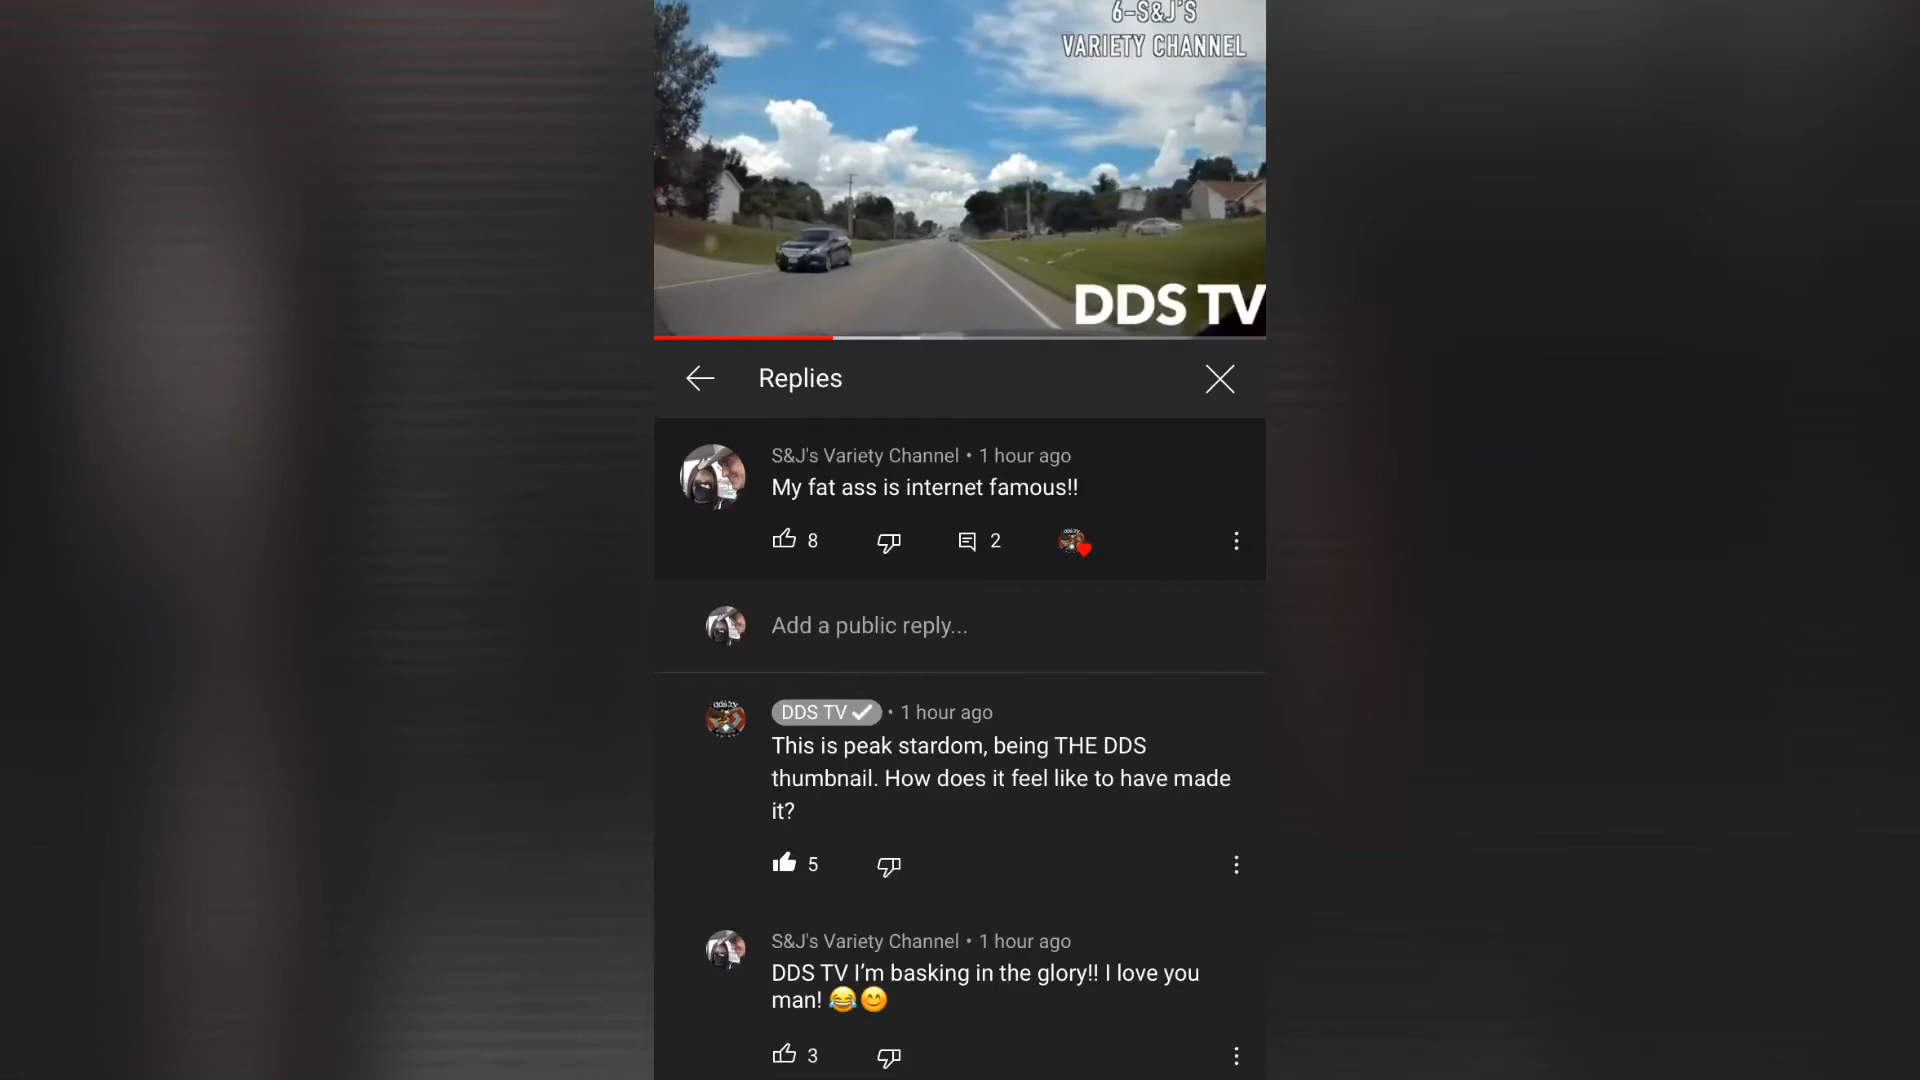 6-S&J'S
VARIETY CHANNEL
DDS TV
Replies
S&J's Variety Channel • 1 hour ago
My fat ass is internet famous!!
8
2
Add a public reply...
DDS TV • 1 hour ago
This is peak stardom, being THE DDS
thumbnail. How does it feel like to have made
it?
5
S&J's Variety Channel • 1 hour ago
DDS TV I’m basking in the glory!! I love you
man! 😂😊
3